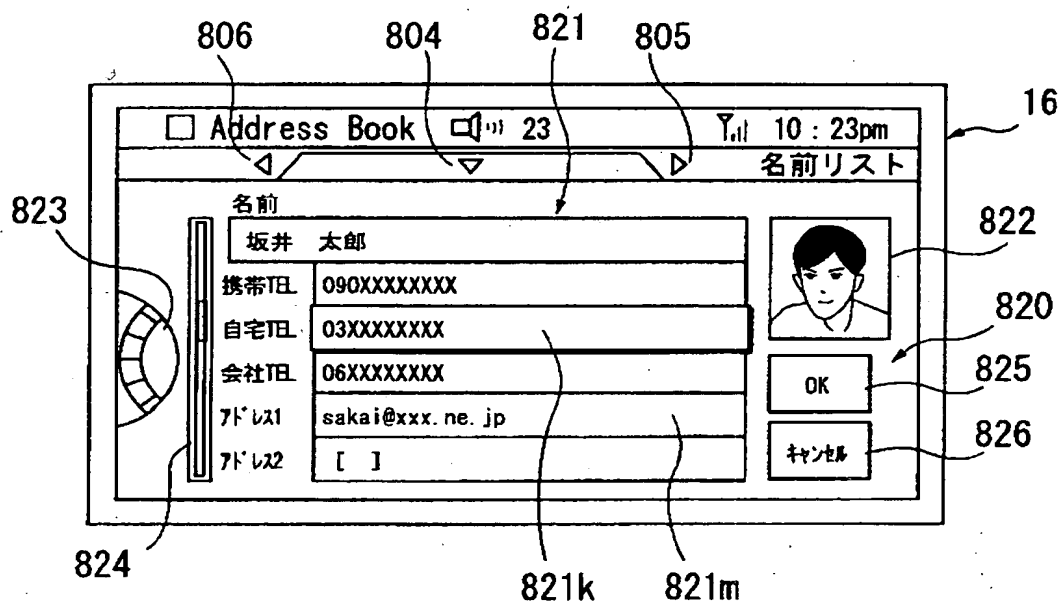 806 804 821 805
16
□ Address Book 23 10 : 23pm
◁ ▽ ▷ 名前リスト
823
名前
坂井 太郎
822
携帯TEL 090XXXXXXXX
自宅TEL 03XXXXXXXX
820
会社TEL 06XXXXXXXX
OK
825
アドレス1 sakai@xxx.ne.jp
アドレス2 [ ]
キャンセル
826
824
821k 821m